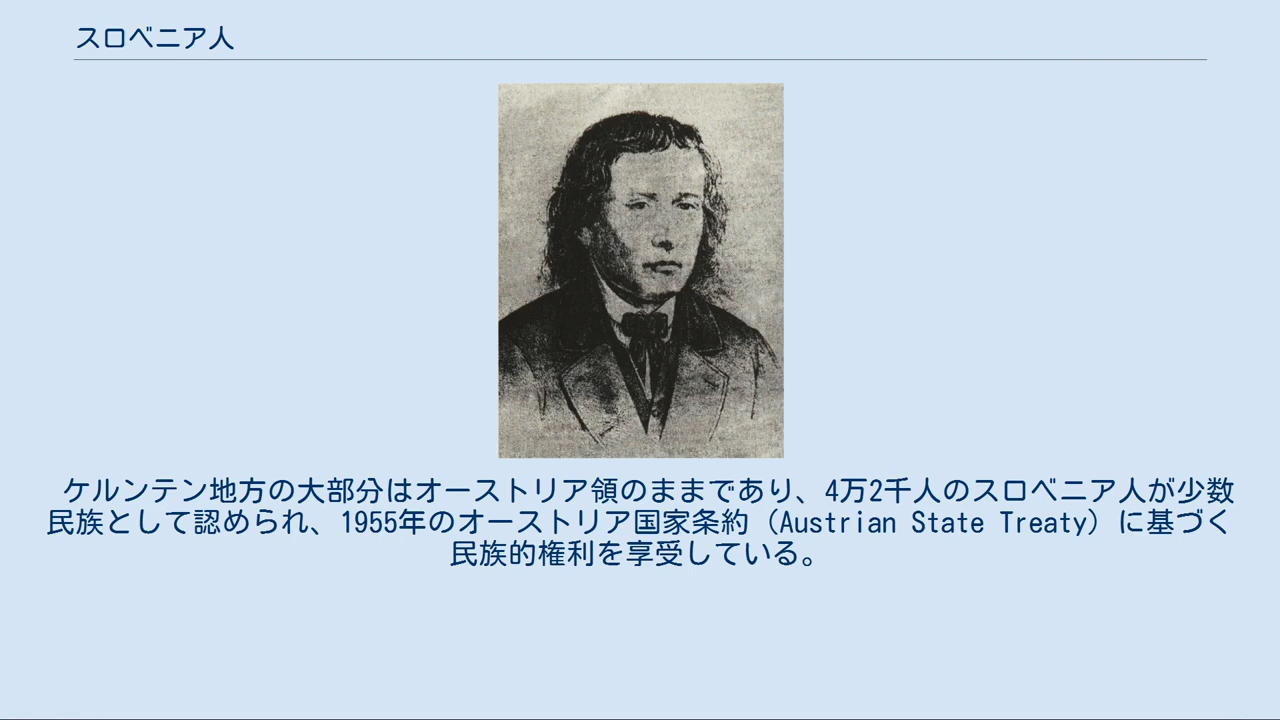 スロベニア人
ケルンテン地方の大部分はオーストリア領のままであり、4万2千人のスロベニア人が少数
民族として認められ、1955年のオーストリア国家条約（Austrian State Treaty）に基づく
民族的権利を享受している。